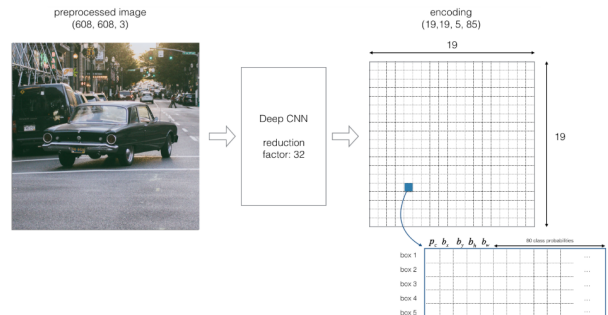 preprocessed image
(608, 608, 3)
encoding
(19,19, 5, 85)
19
Deep CNN
reduction
factor: 32
19
p_c b_x b_y b_h b_w 80 class probabilities
box 1 ...
box 2 ...
box 3 ...
box 4 ...
box 5 ...